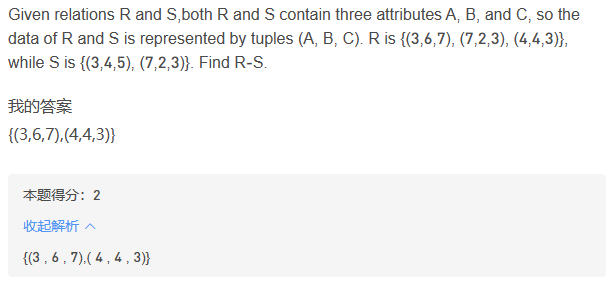 Given relations R and S,both R and S contain three attributes A, B, and C, so the
data of R and S is represented by tuples (A, B, C). R is {(3,6,7), (7,2,3), (4,4,3)},
while S is {(3,4,5), (7,2,3)}. Find R-S.
我的答案
{(3,6,7),(4,4,3)}
本题得分：2
收起解析
{(3 , 6 , 7),( 4 , 4 , 3)}